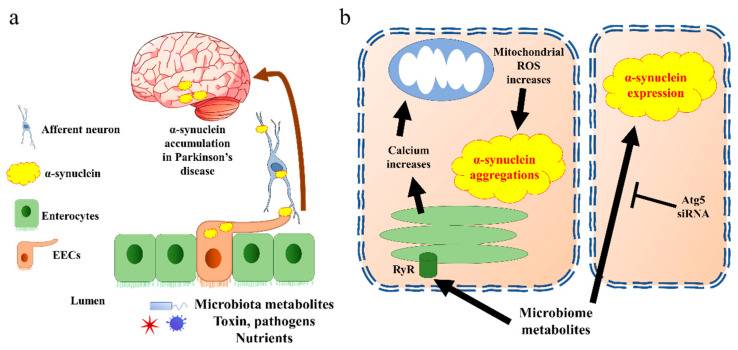 a
α-synuclein
accumulation
in Parkinson's
disease
Afferent neuron
α-synuclein
Enterocytes
EECs
Lumen
Microbiota metabolites
Toxin, pathogens
Nutrients
b
Mitochondrial
ROS
increases
Calcium
increases
α-synuclein
aggregations
RyR
α-synuclein
expression
Atg5
siRNA
Microbiome
metabolites